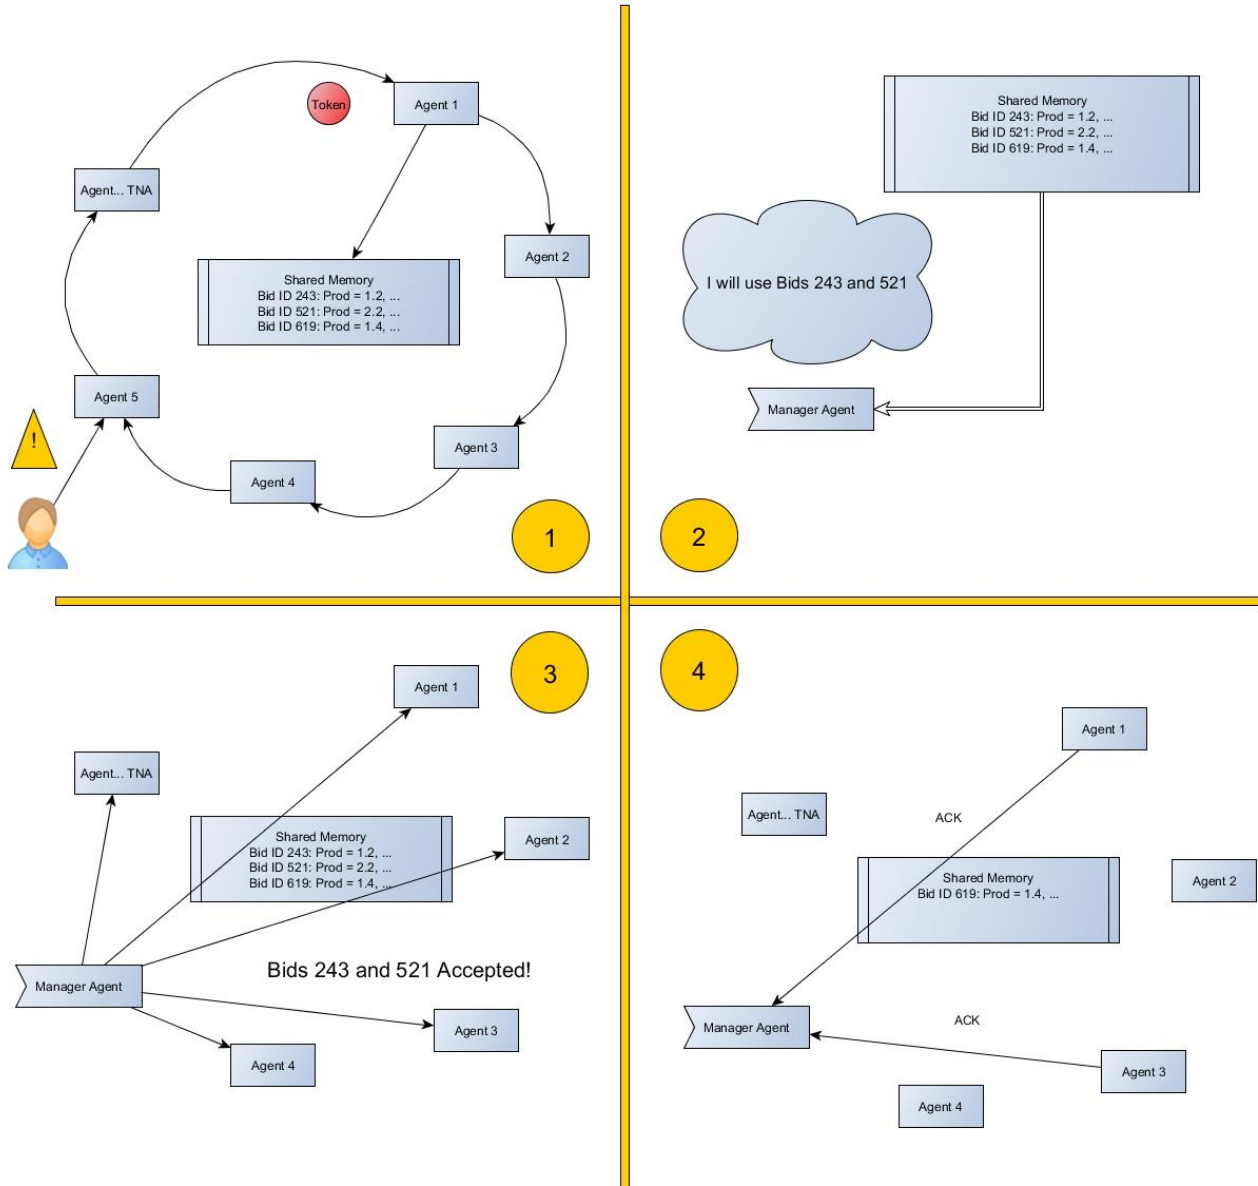 Token
Agent 1
Agent... TNA
Agent 2
Shared Memory
Bid ID 243: Prod = 1.2, ...
Bid ID 521: Prod = 2.2, ...
Bid ID 619: Prod = 1.4, ...
Agent 5
!
Agent 3
Agent 4
1
Shared Memory
Bid ID 243: Prod = 1.2, ...
Bid ID 521: Prod = 2.2, ...
Bid ID 619: Prod = 1.4, ...
I will use Bids 243 and 521
Manager Agent
2
3
Agent 1
Agent... TNA
Shared Memory
Bid ID 243: Prod = 1.2, ...
Bid ID 521: Prod = 2.2, ...
Bid ID 619: Prod = 1.4, ...
Agent 2
Bids 243 and 521 Accepted!
Manager Agent
Agent 3
Agent 4
4
Agent 1
Agent... TNA
ACK
Shared Memory
Bid ID 619: Prod = 1.4, ...
Agent 2
Manager Agent
ACK
Agent 3
Agent 4